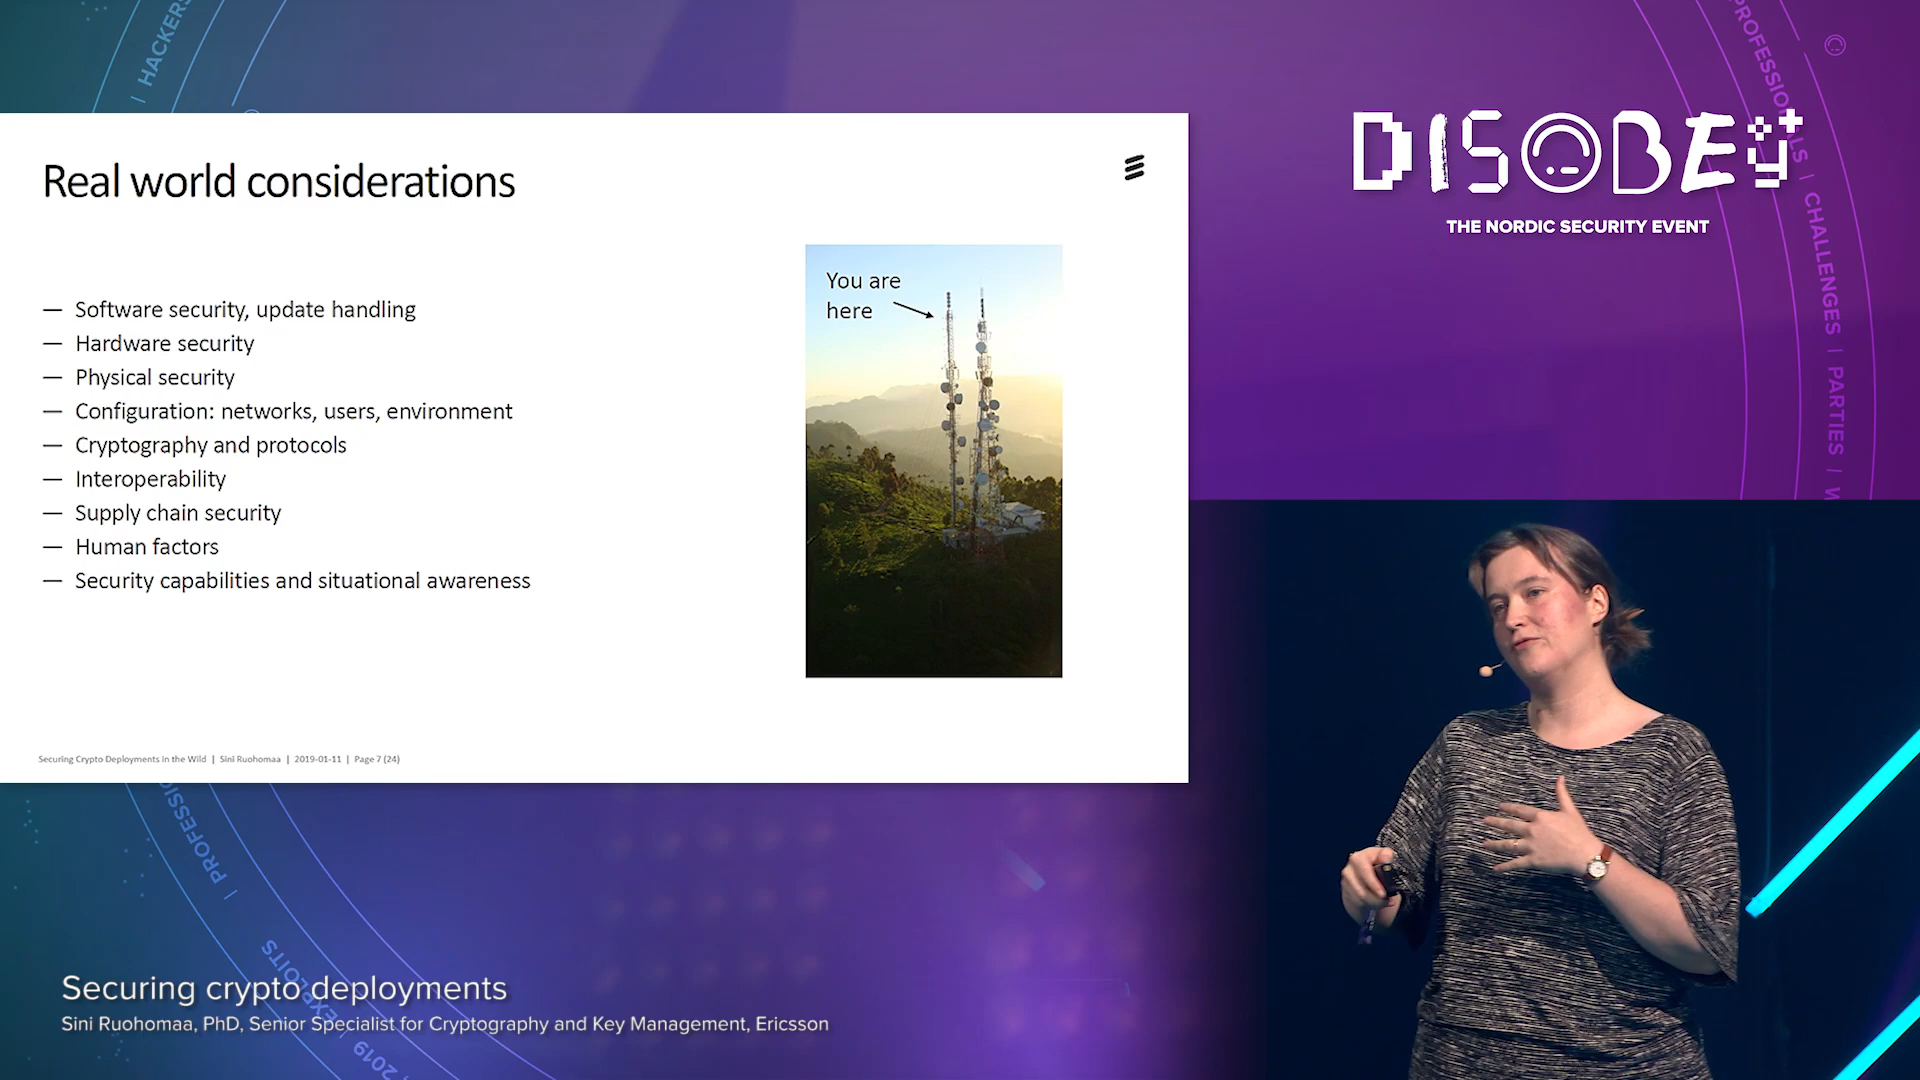 Real world considerations
You are
here
— Software security, update handling
— Hardware security
— Physical security
— Configuration: networks, users, environment
— Cryptography and protocols
— Interoperability
— Supply chain security
— Human factors
— Security capabilities and situational awareness
Securing Crypto Deployments in the Wild | Sini Ruohomaa | 2019-01-11 | Page 7 (24)
DISOBEY
THE NORDIC SECURITY EVENT
| HACKERS
PROFESSIONALS | CHALLENGES | PARTIES |
PROFESSI
EXPLOITS
2019
Securing crypto deployments
Sini Ruohomaa, PhD, Senior Specialist for Cryptography and Key Management, Ericsson